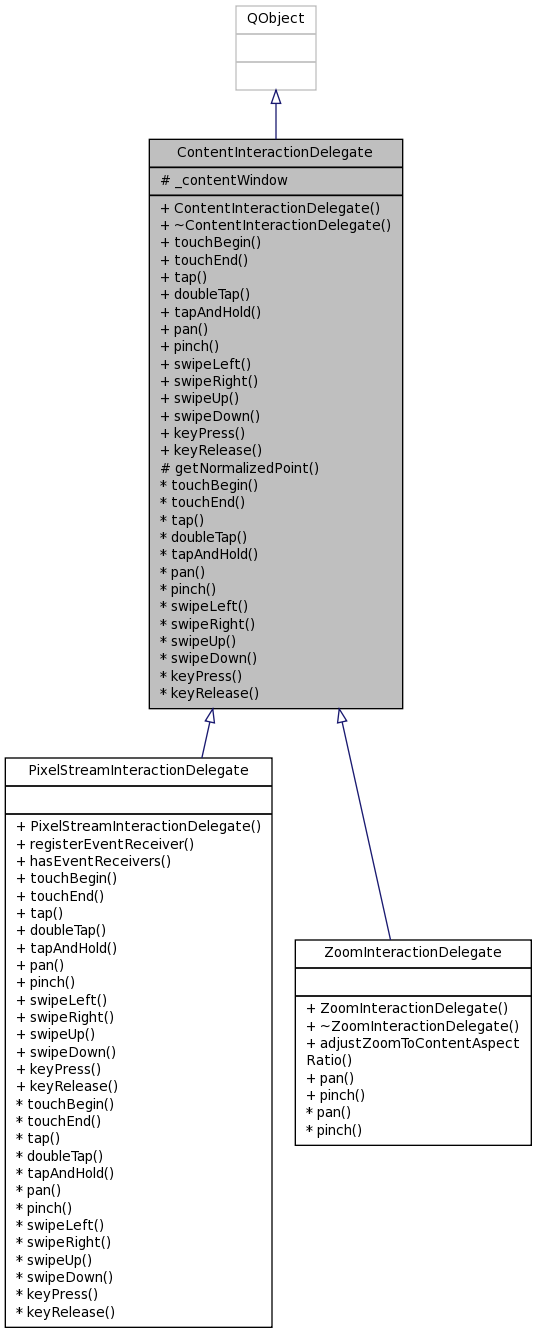 QObject
ContentInteractionDelegate
# _contentWindow
+ ContentInteractionDelegate()
+ ~ContentInteractionDelegate()
+ touchBegin()
+ touchEnd()
+ tap()
+ doubleTap()
+ tapAndHold()
+ pan()
+ pinch()
+ swipeLeft()
+ swipeRight()
+ swipeUp()
+ swipeDown()
+ keyPress()
+ keyRelease()
# getNormalizedPoint()
* touchBegin()
* touchEnd()
* tap()
* doubleTap()
* tapAndHold()
* pan()
* pinch()
* swipeLeft()
* swipeRight()
* swipeUp()
* swipeDown()
* keyPress()
* keyRelease()
PixelStreamInteractionDelegate
+ PixelStreamInteractionDelegate()
+ registerEventReceiver()
+ hasEventReceivers()
+ touchBegin()
+ touchEnd()
+ tap()
+ doubleTap()
+ tapAndHold()
+ pan()
+ pinch()
+ swipeLeft()
+ swipeRight()
+ swipeUp()
+ swipeDown()
+ keyPress()
+ keyRelease()
* touchBegin()
* touchEnd()
* tap()
* doubleTap()
* tapAndHold()
* pan()
* pinch()
* swipeLeft()
* swipeRight()
* swipeUp()
* swipeDown()
* keyPress()
* keyRelease()
ZoomInteractionDelegate
+ ZoomInteractionDelegate()
+ ~ZoomInteractionDelegate()
+ adjustZoomToContentAspect
Ratio()
+ pan()
+ pinch()
* pan()
* pinch()